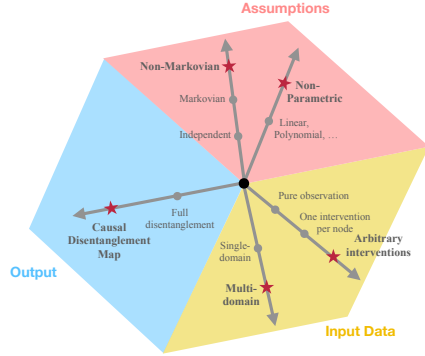 Assumptions
Non-Markovian
Non-
Parametric
Markovian
Linear,
Polynomial, ...
Independent
Pure observation
One intervention
per node
Full
disentanglement
Causal
Disentanglement
Map
Single-
domain
Arbitrary
interventions
Output
Multi-
domain
Input Data